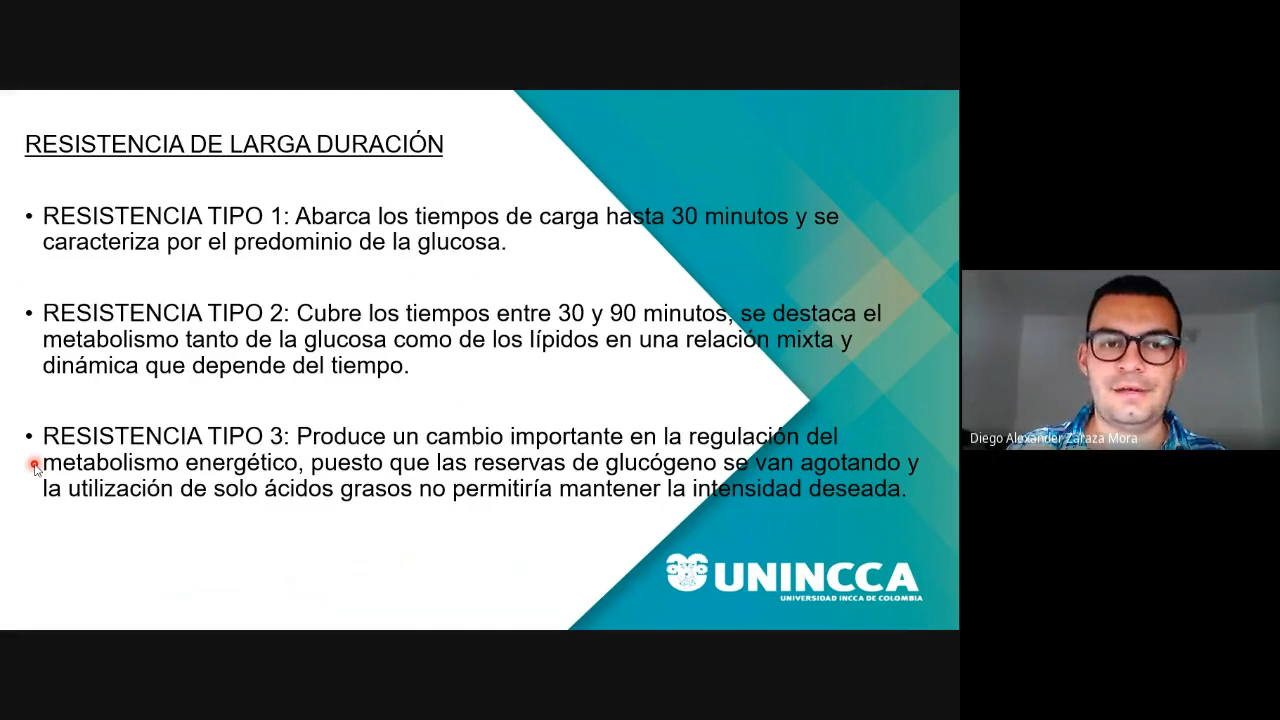 RESISTENCIA DE LARGA DURACIÓN
• RESISTENCIA TIPO 1: Abarca los tiempos de carga hasta 30 minutos y se
caracteriza por el predominio de la glucosa.
• RESISTENCIA TIPO 2: Cubre los tiempos entre 30 y 90 minutos, se destaca el
metabolismo tanto de la glucosa como de los lípidos en una relación mixta y
dinámica que depende del tiempo.
• RESISTENCIA TIPO 3: Produce un cambio importante en la regulación del
metabolismo energético, puesto que las reservas de glucógeno se van agotando y
la utilización de solo ácidos grasos no permitiría mantener la intensidad deseada.
UNINCCA
UNIVERSIDAD INCCA DE COLOMBIA
Diego Alexander Zaraza Mora